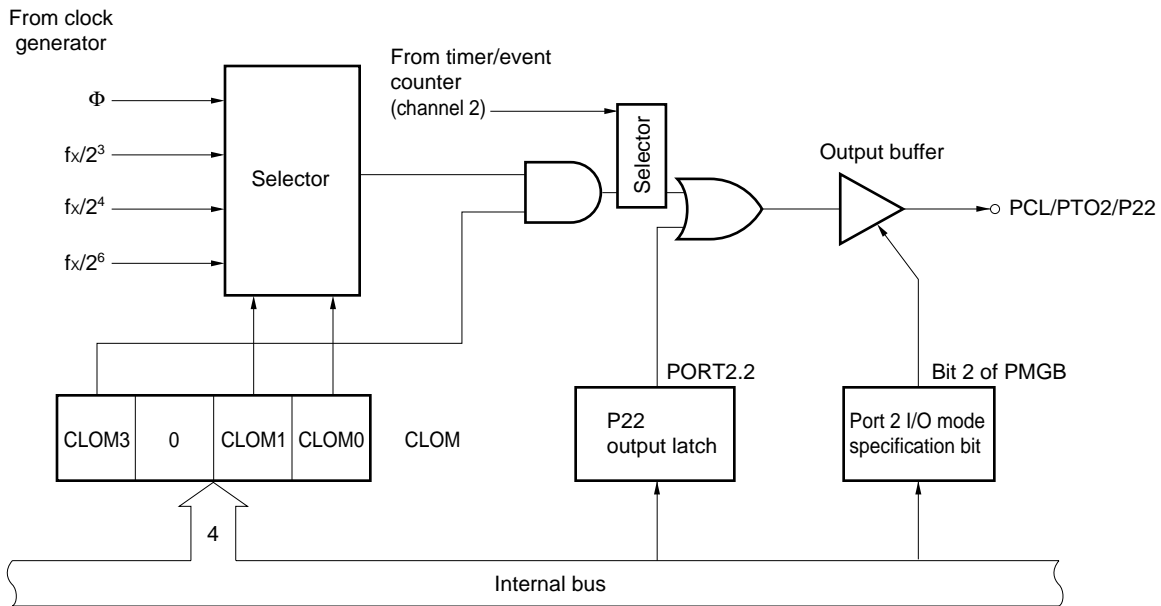 From clock
generator
Φ
fX/2³
fX/2⁴
fX/2⁶
Selector
From timer/event
counter
(channel 2)
Selector
Output buffer
PCL/PTO2/P22
PORT2.2
Bit 2 of PMGB
CLOM3 0 CLOM1 CLOM0 CLOM
P22
output latch
Port 2 I/O mode
specification bit
4
Internal bus